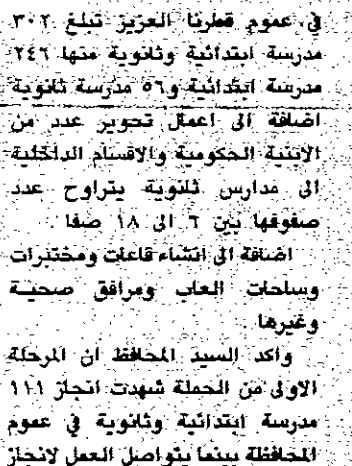 في عموم قطرنا العزيز تبلغ ٣٠٢
مدرسة ابتدائية وثانوية منها ٢٤٦
مدرسة ابتدائية و٥٦ مدرسة ثانوية
اضافة الى اعمال تحوير عدد من
الابنية الحكومية والاقسام الداخلية
الى مدارس ثانوية يتراوح عدد
صفوفها بين ٦ الى ١٨ صفا .
اضافة الى انشاء قاعات ومختبرات
وساحات العاب ومرافق صحية
وغيرها .
واكد السيد المحافظ ان المرحلة
الاولى من الحملة شهدت انجاز ١١١
مدرسة ابتدائية وثانوية في عموم
المحافظة بينما يتواصل العمل لانجاز